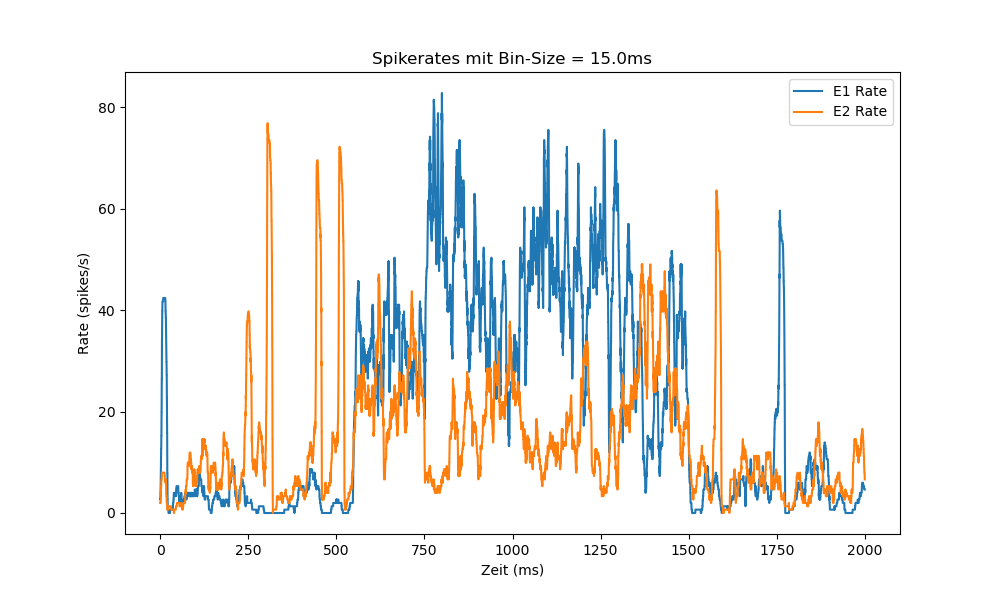 Spikerates mit Bin-Size = 15.0ms
E1 Rate
E2 Rate
80
60
40
20
0
Rate (spikes/s)
0 250 500 750 1000 1250 1500 1750 2000
Zeit (ms)